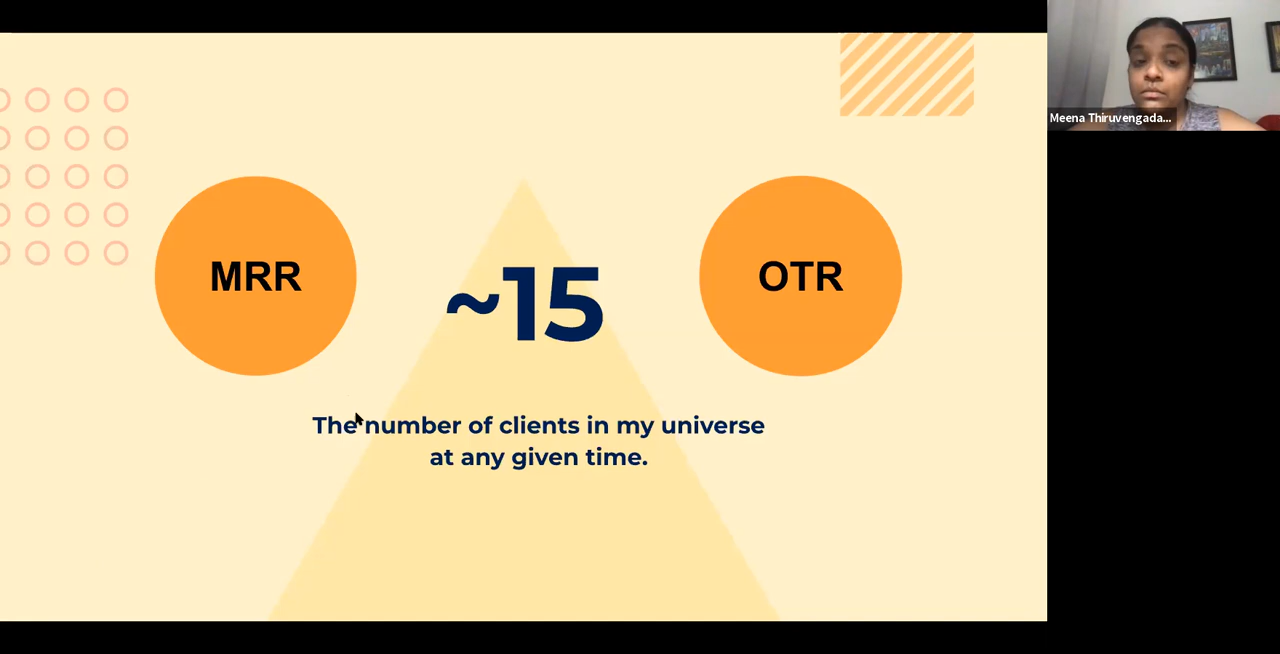 MRR
~15
OTR
The number of clients in my universe
at any given time.
Meena Thiruvengada...